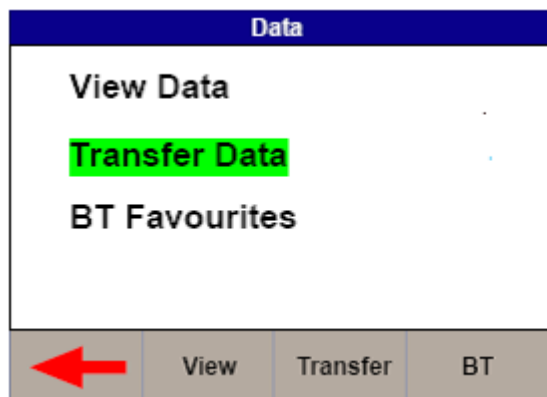 Data
View Data
Transfer Data
BT Favourites
View Transfer BT